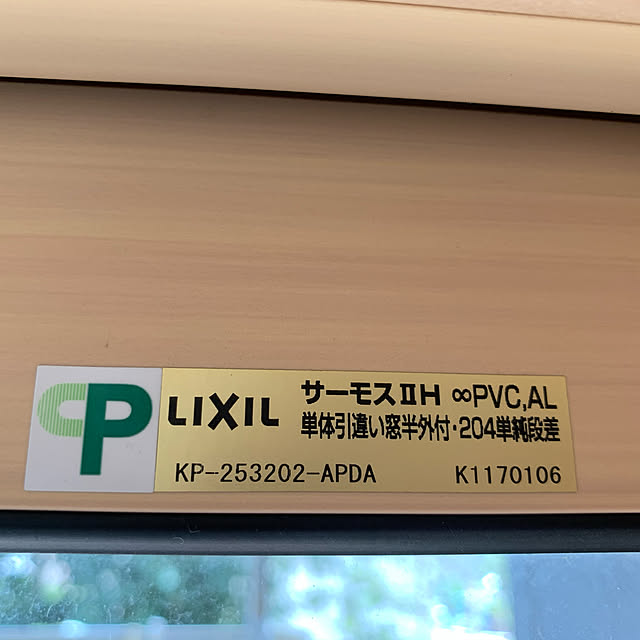 CP LIXIL サーモスⅡH ∞PVC,AL
単体引違い窓半外付・204単純段差
KP-253202-APDA K1170106